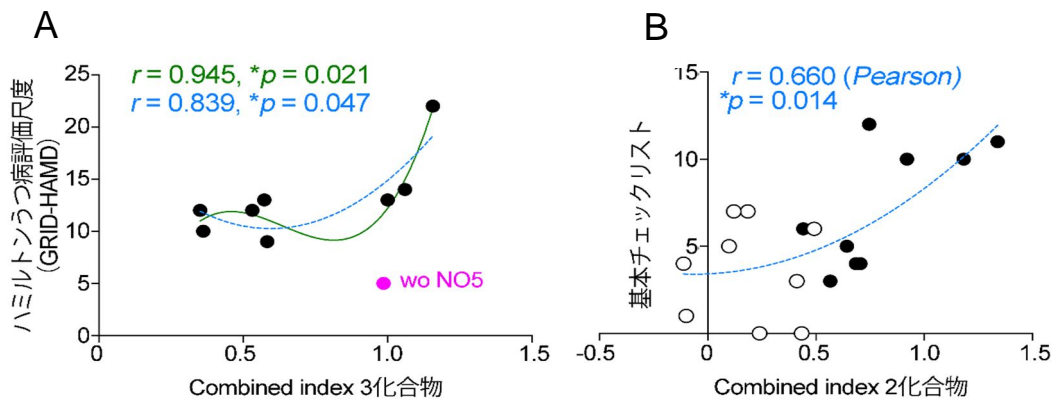 A
r = 0.945, *p = 0.021
r = 0.839, *p = 0.047
ハミルトンうつ病評価尺度
(GRID-HAMD)
25
20
15
10
5
0
wo NO5
0
0.5
1.0
1.5
Combined index 3化合物
B
r = 0.660 (Pearson)
*p = 0.014
基本チェックリスト
15
10
5
-0.5
0
0.5
1.0
1.5
Combined index 2化合物